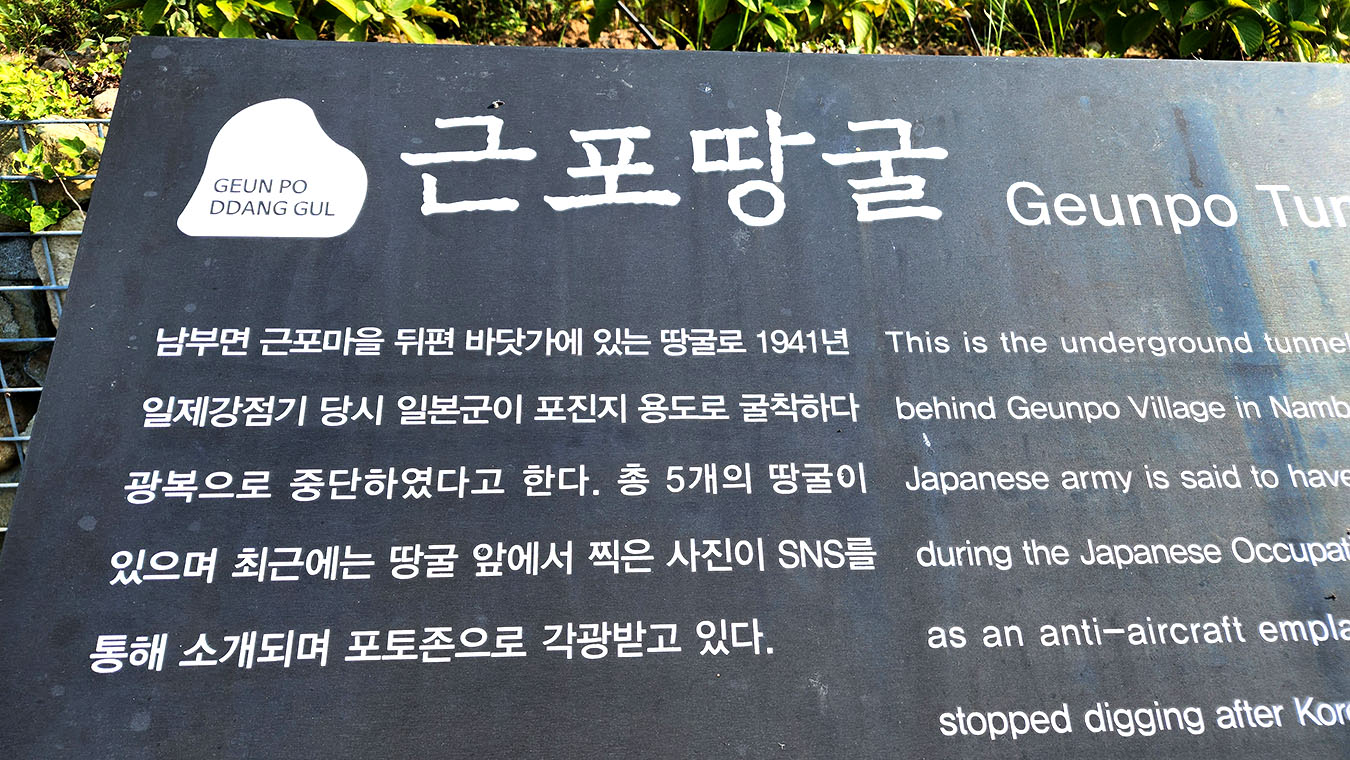 GEUN PO
DDANG GUL
근포땅굴
Geunpo
남부면 근포마을 뒤편 바닷가에 있는 땅굴로 1941년
일제강점기 당시 일본군이 포진지 용도로 굴착하다
광복으로 중단하였다고 한다. 총 5개의 땅굴이
있으며 최근에는 땅굴 앞에서 찍은 사진이 SNS를
통해 소개되며 포토존으로 각광받고 있다.
This is the underground tunnel
behind Geunpo Village in
Japanese army is said to have
during the Japanese
as an anti-aircraft
stopped digging after